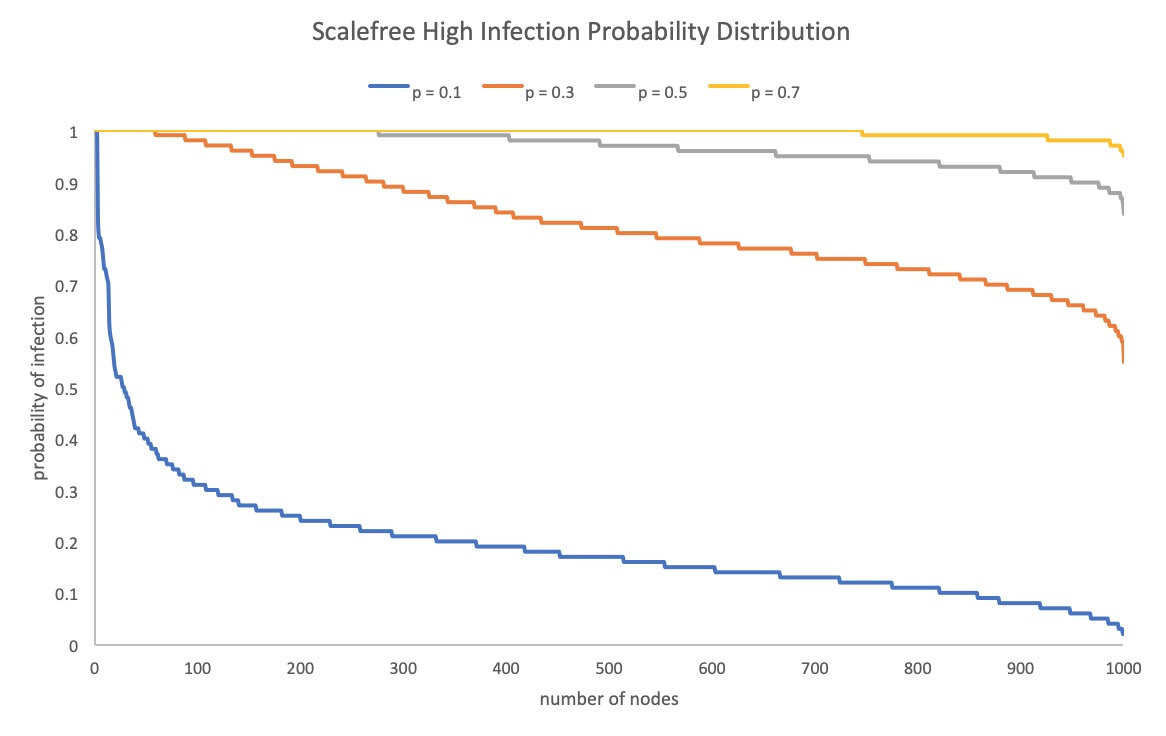 Scalefree High Infection Probability Distribution
p = 0.1 p = 0.3 p = 0.5 p = 0.7
probability of infection
1
0.9
0.8
0.7
0.6
0.5
0.4
0.3
0.2
0.1
0
0 100 200 300 400 500 600 700 800 900 1000
number of nodes